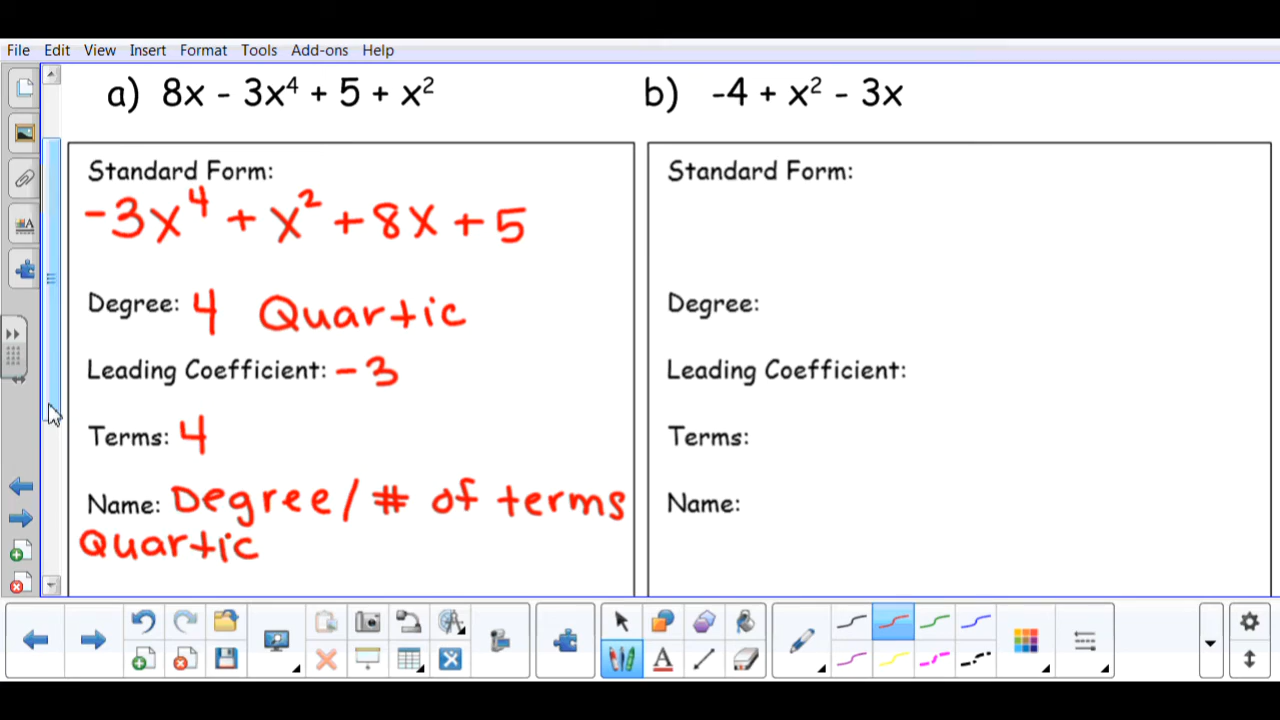 File Edit View Insert Format Tools Add-ons Help
a) 8x - 3x⁴ + 5 + x²
b) -4 + x² - 3x
Standard Form:
-3x⁴ + x² + 8x + 5
Degree: 4 Quartic
Leading Coefficient: -3
Terms: 4
Name: Degree / # of terms
Quartic
Standard Form:
Degree:
Leading Coefficient:
Terms:
Name: